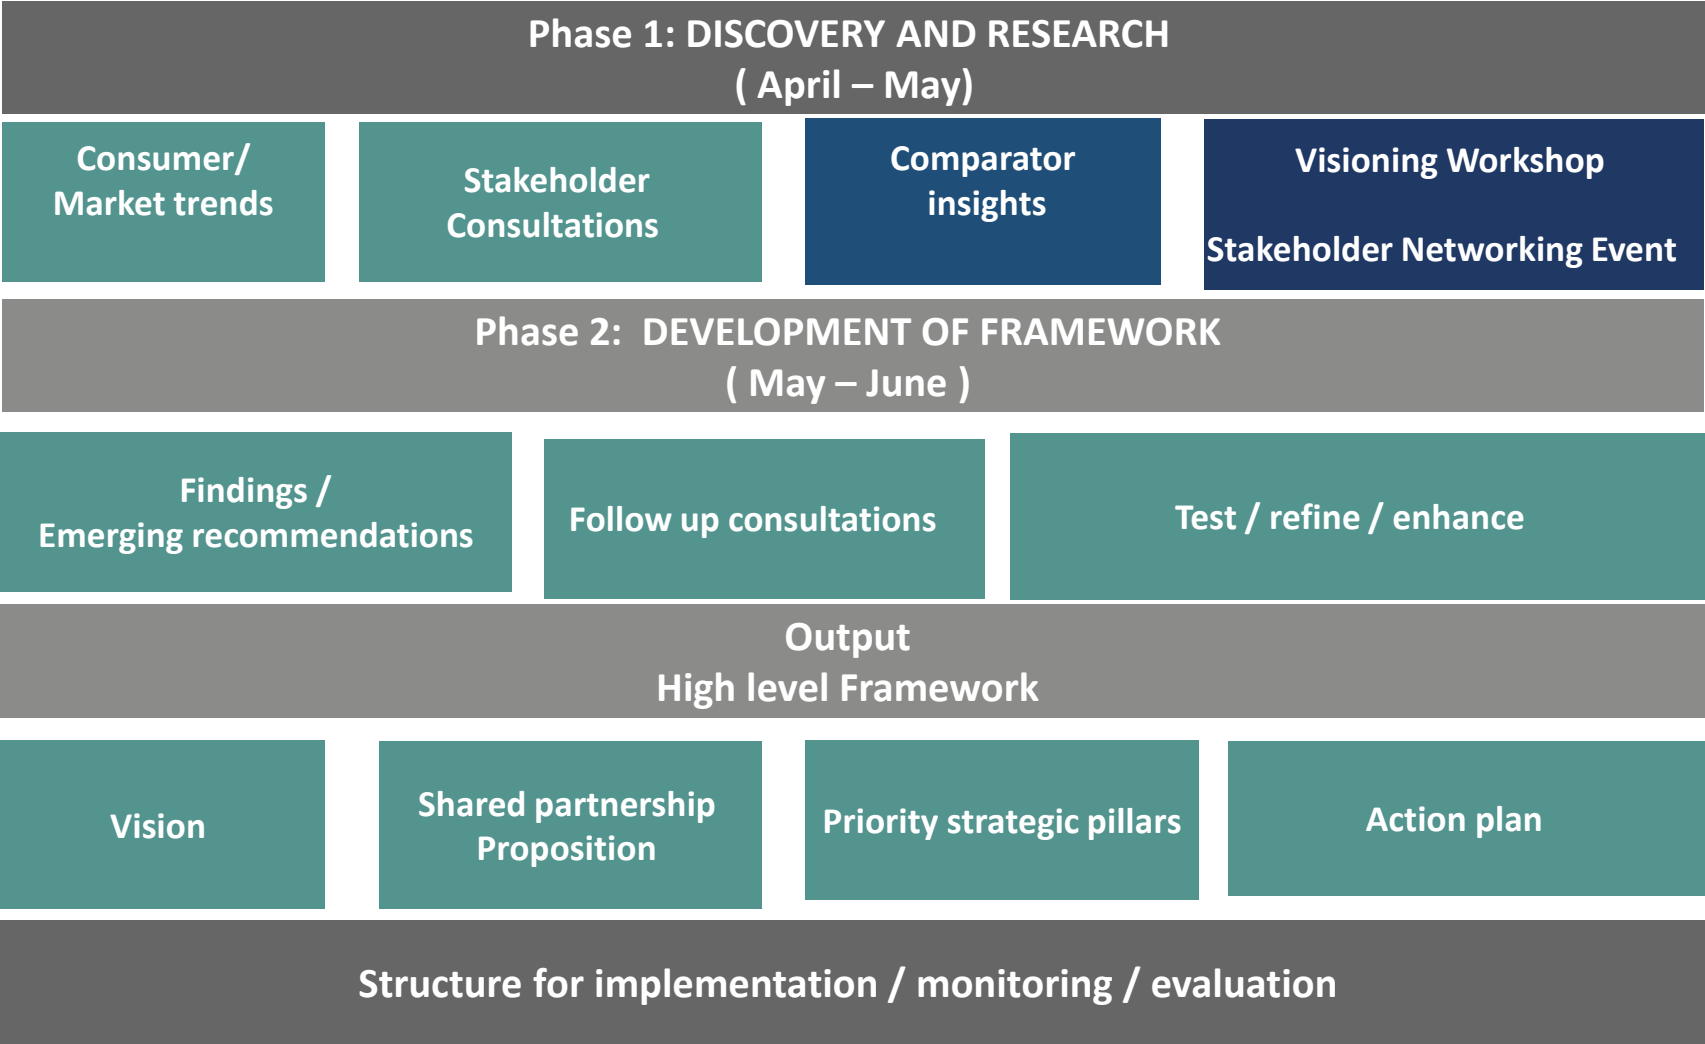 Phase 1: DISCOVERY AND RESEARCH
( April – May)
Consumer/
Market trends
Stakeholder
Consultations
Comparator
insights
Visioning Workshop
Stakeholder Networking Event
Phase 2:  DEVELOPMENT OF FRAMEWORK
( May – June )
Findings /
Emerging recommendations
Follow up consultations
Test / refine / enhance
Output
High level Framework
Vision
Shared partnership
Proposition
Priority strategic pillars
Action plan
Structure for implementation / monitoring / evaluation